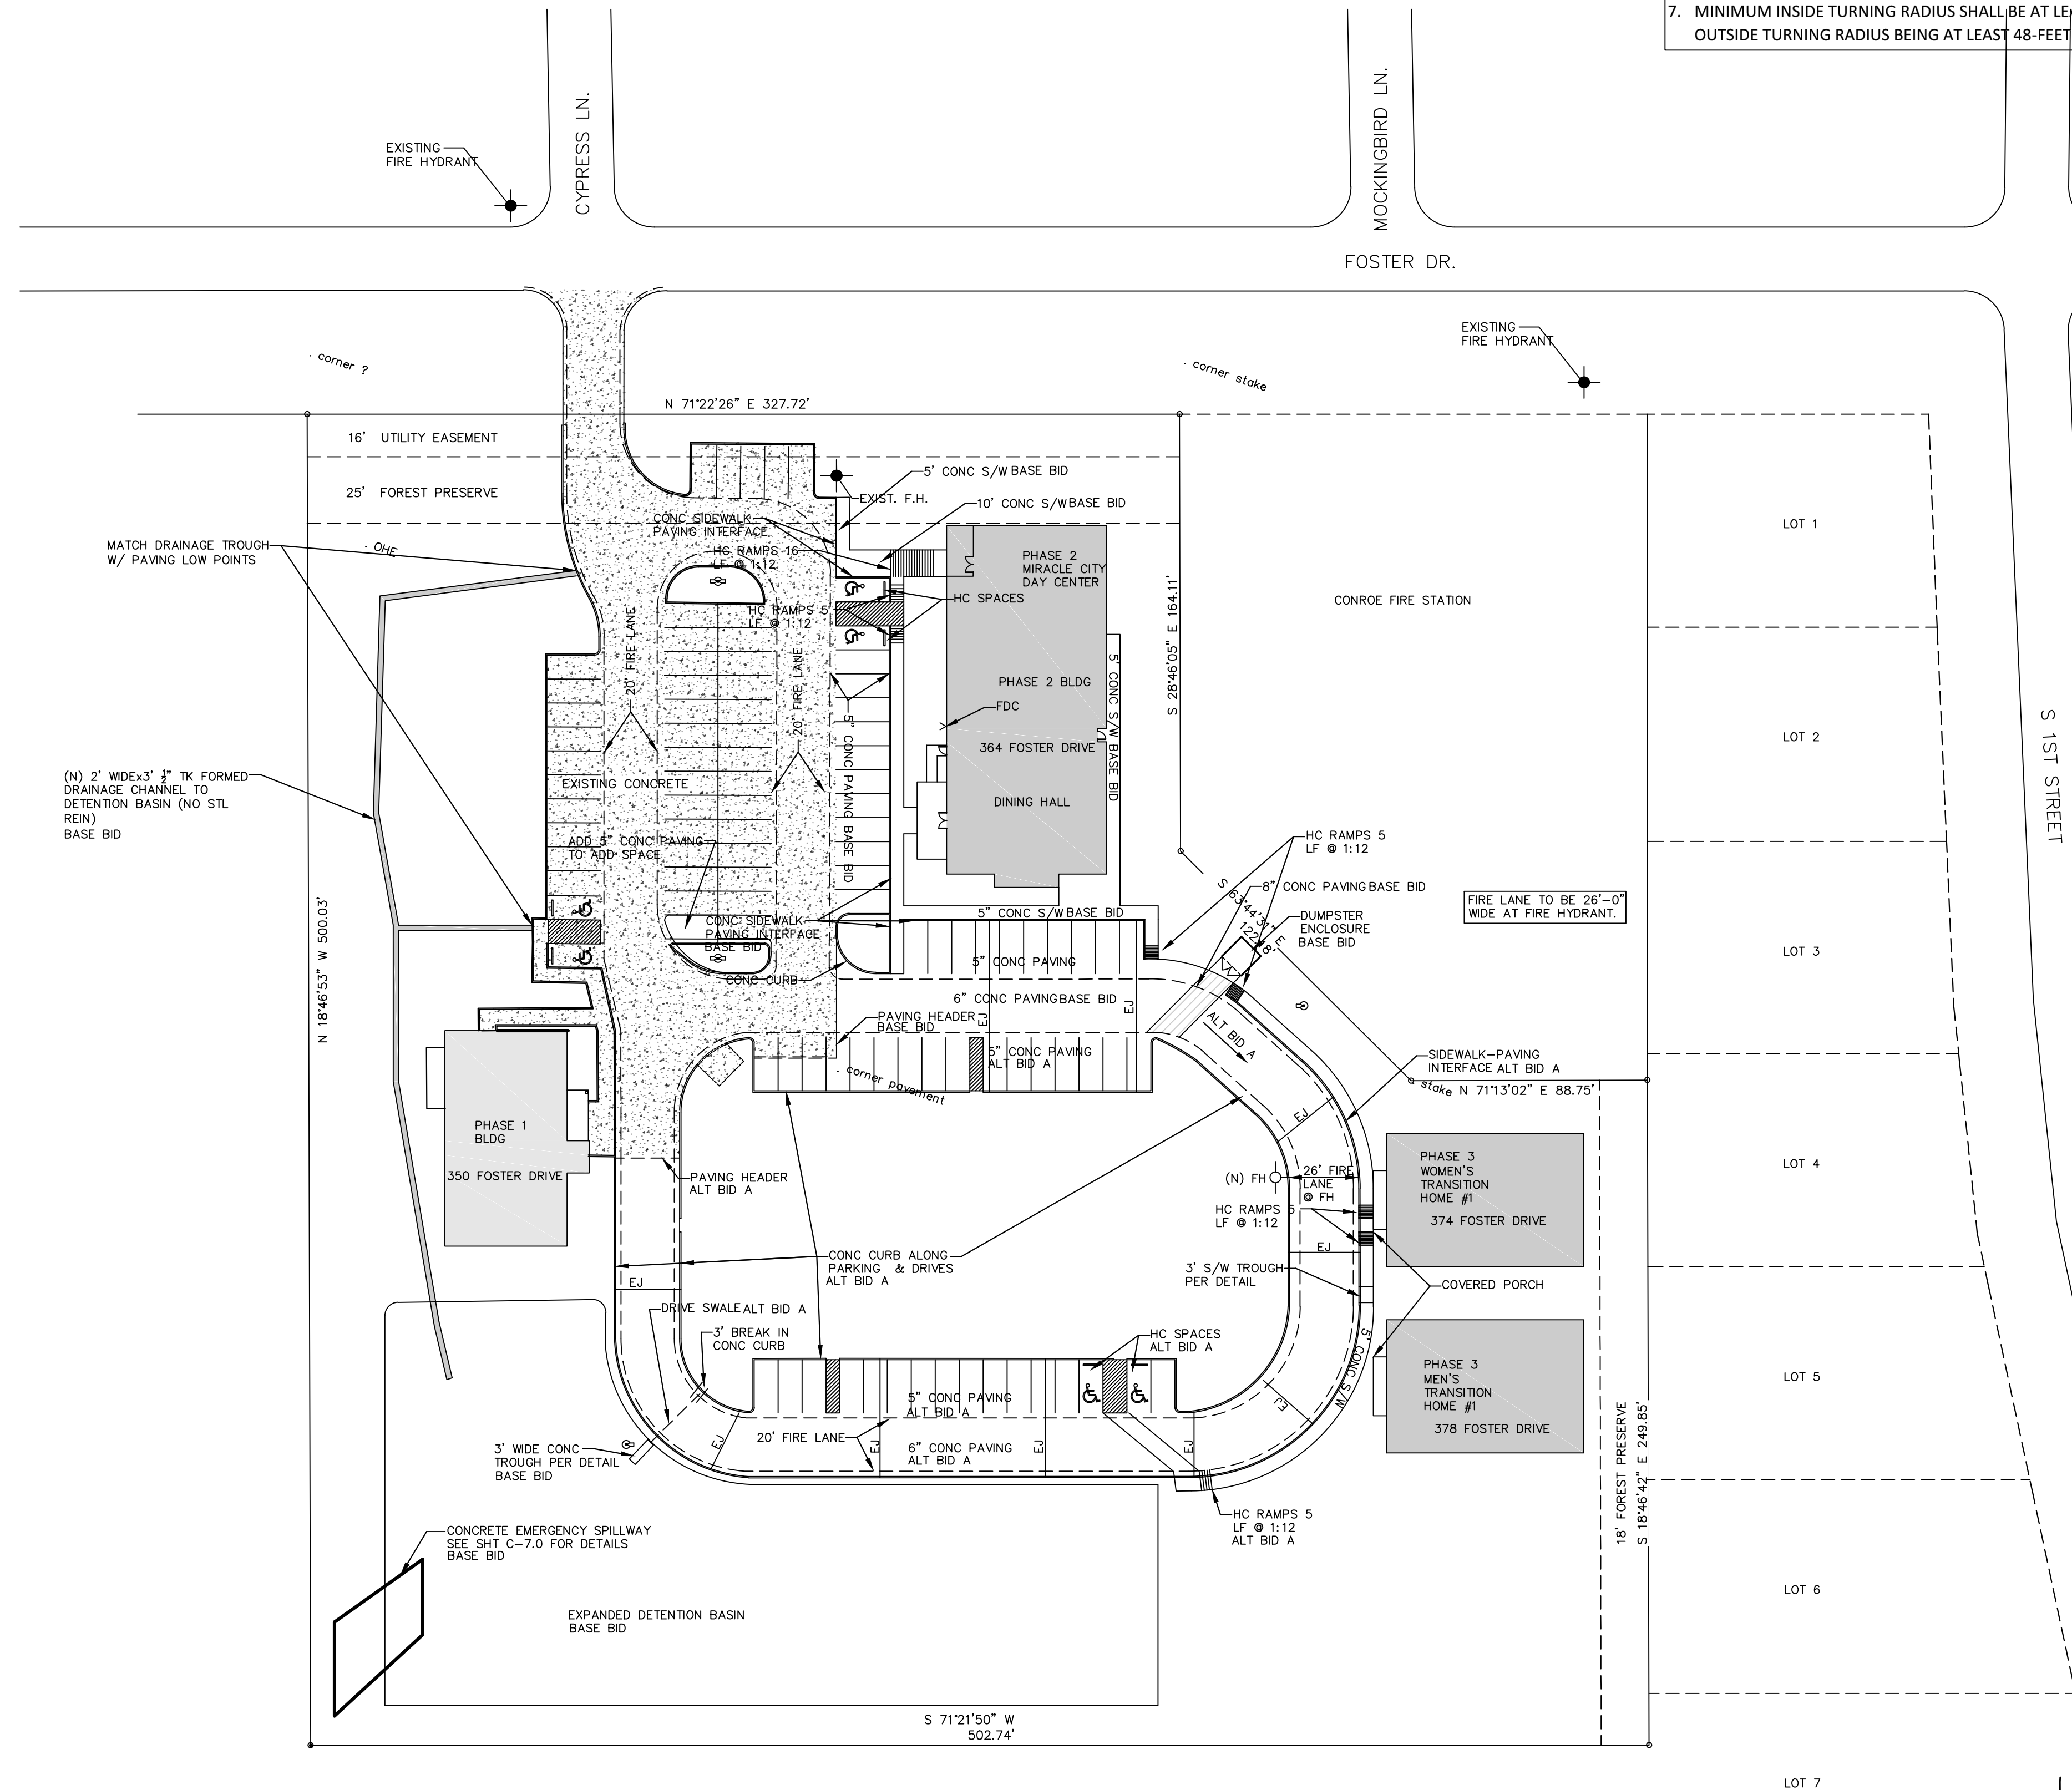 7. MINIMUM INSIDE TURNING RADIUS SHALL BE AT LE
OUTSIDE TURNING RADIUS BEING AT LEAST 48-FEET
CYPRESS LN.
MOCKINGBIRD LN.
EXISTING
FIRE HYDRANT
FOSTER DR.
EXISTING
FIRE HYDRANT
. corner ?
. corner stake
N 71°22'26" E 327.72'
16' UTILITY EASEMENT
25' FOREST PRESERVE
5' CONC S/W BASE BID
EXIST. F.H.
10' CONC S/W BASE BID
CONC SIDEWALK
PAVING INTERFACE
HC RAMPS 16
LF @ 1:12
MATCH DRAINAGE TROUGH
W/ PAVING LOW POINTS
. OHE
PHASE 2
MIRACLE CITY
DAY CENTER
HC SPACES
HC RAMPS 5
LF @ 1:12
CONROE FIRE STATION
LOT 1
20' FIRE LANE
20' FIRE LANE
S 28°46'05" E 164.11'
PHASE 2 BLDG
FDC
364 FOSTER DRIVE
5' CONC S/W BASE BID
5" CONC PAVING BASE BID
DINING HALL
LOT 2
S 1ST STREET
(N) 2' WIDEx3' ½" TK FORMED
DRAINAGE CHANNEL TO
DETENTION BASIN (NO STL
REIN)
BASE BID
EXISTING CONCRETE
ADD 5" CONC PAVING
TO ADD SPACE
HC RAMPS 5
LF @ 1:12
8" CONC PAVING BASE BID
S 63°44'31" E
122.18'
DUMPSTER
ENCLOSURE
BASE BID
FIRE LANE TO BE 26'-0"
WIDE AT FIRE HYDRANT.
N 18°46'53" W 500.03'
5" CONC S/W BASE BID
CONC SIDEWALK
PAVING INTERFACE
BASE BID
CONC CURB
5" CONC PAVING
6" CONC PAVING BASE BID
LOT 3
PAVING HEADER
BASE BID
EJ
EJ
5" CONC PAVING
ALT BID A
ALT BID A
. corner pavement
SIDEWALK-PAVING
INTERFACE ALT BID A
stake N 71°13'02" E 88.75'
EJ
PHASE 1
BLDG
350 FOSTER DRIVE
PAVING HEADER
ALT BID A
(N) FH
26' FIRE
LANE
@ FH
PHASE 3
WOMEN'S
TRANSITION
HOME #1
374 FOSTER DRIVE
LOT 4
HC RAMPS 5
LF @ 1:12
EJ
CONC CURB ALONG
PARKING & DRIVES
ALT BID A
3' S/W TROUGH
PER DETAIL
COVERED PORCH
EJ
DRIVE SWALE ALT BID A
3' BREAK IN
CONC CURB
HC SPACES
ALT BID A
5' CONC S/W
PHASE 3
MEN'S
TRANSITION
HOME #1
378 FOSTER DRIVE
LOT 5
5" CONC PAVING
ALT BID A
EJ
20' FIRE LANE
6" CONC PAVING
ALT BID A
EJ
EJ
EJ
EJ
3' WIDE CONC
TROUGH PER DETAIL
BASE BID
18' FOREST PRESERVE
S 18°46'42" E 249.85'
HC RAMPS 5
LF @ 1:12
ALT BID A
CONCRETE EMERGENCY SPILLWAY
SEE SHT C-7.0 FOR DETAILS
BASE BID
LOT 6
EXPANDED DETENTION BASIN
BASE BID
S 71°21'50" W
502.74'
LOT 7